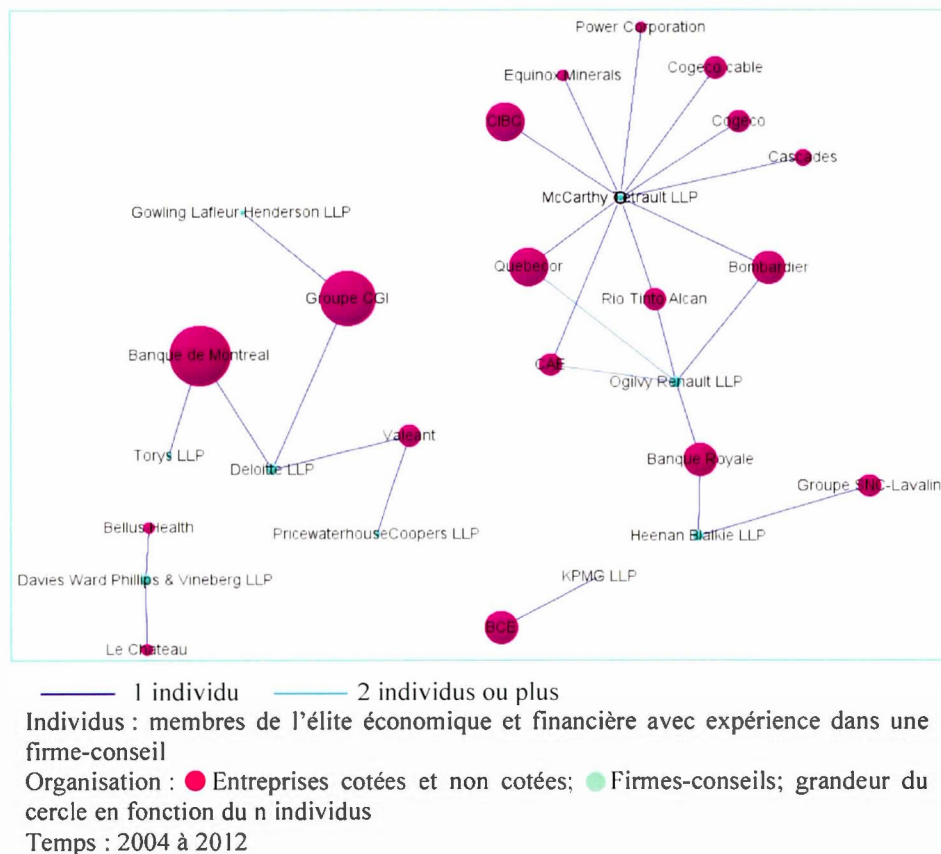 Power Corporation
Equinox Minerals
Cogeco cable
CIBC
Cogeco
Cascades
McCarthy Tetrault LLP
Gowling Lafleur Henderson LLP
Quebecor
Bombardier
Groupe CGI
Rio Tinto Alcan
Banque de Montreal
CAE
Ogilvy Renault LLP
Valeant
Torys LLP
Deloitte LLP
Banque Royale
Groupe SNC-Lavalin
Bellus Health
PricewaterhouseCoopers LLP
Heenan Blaikie LLP
Davies Ward Phillips & Vineberg LLP
KPMG LLP
BCE
Le Chateau
1 individu
2 individus ou plus
Individus : membres de l'élite économique et financière avec expérience dans une
firme-conseil
Organisation : Entreprises cotées et non cotées; Firmes-conseils; grandeur du
cercle en fonction du n individus
Temps : 2004 à 2012